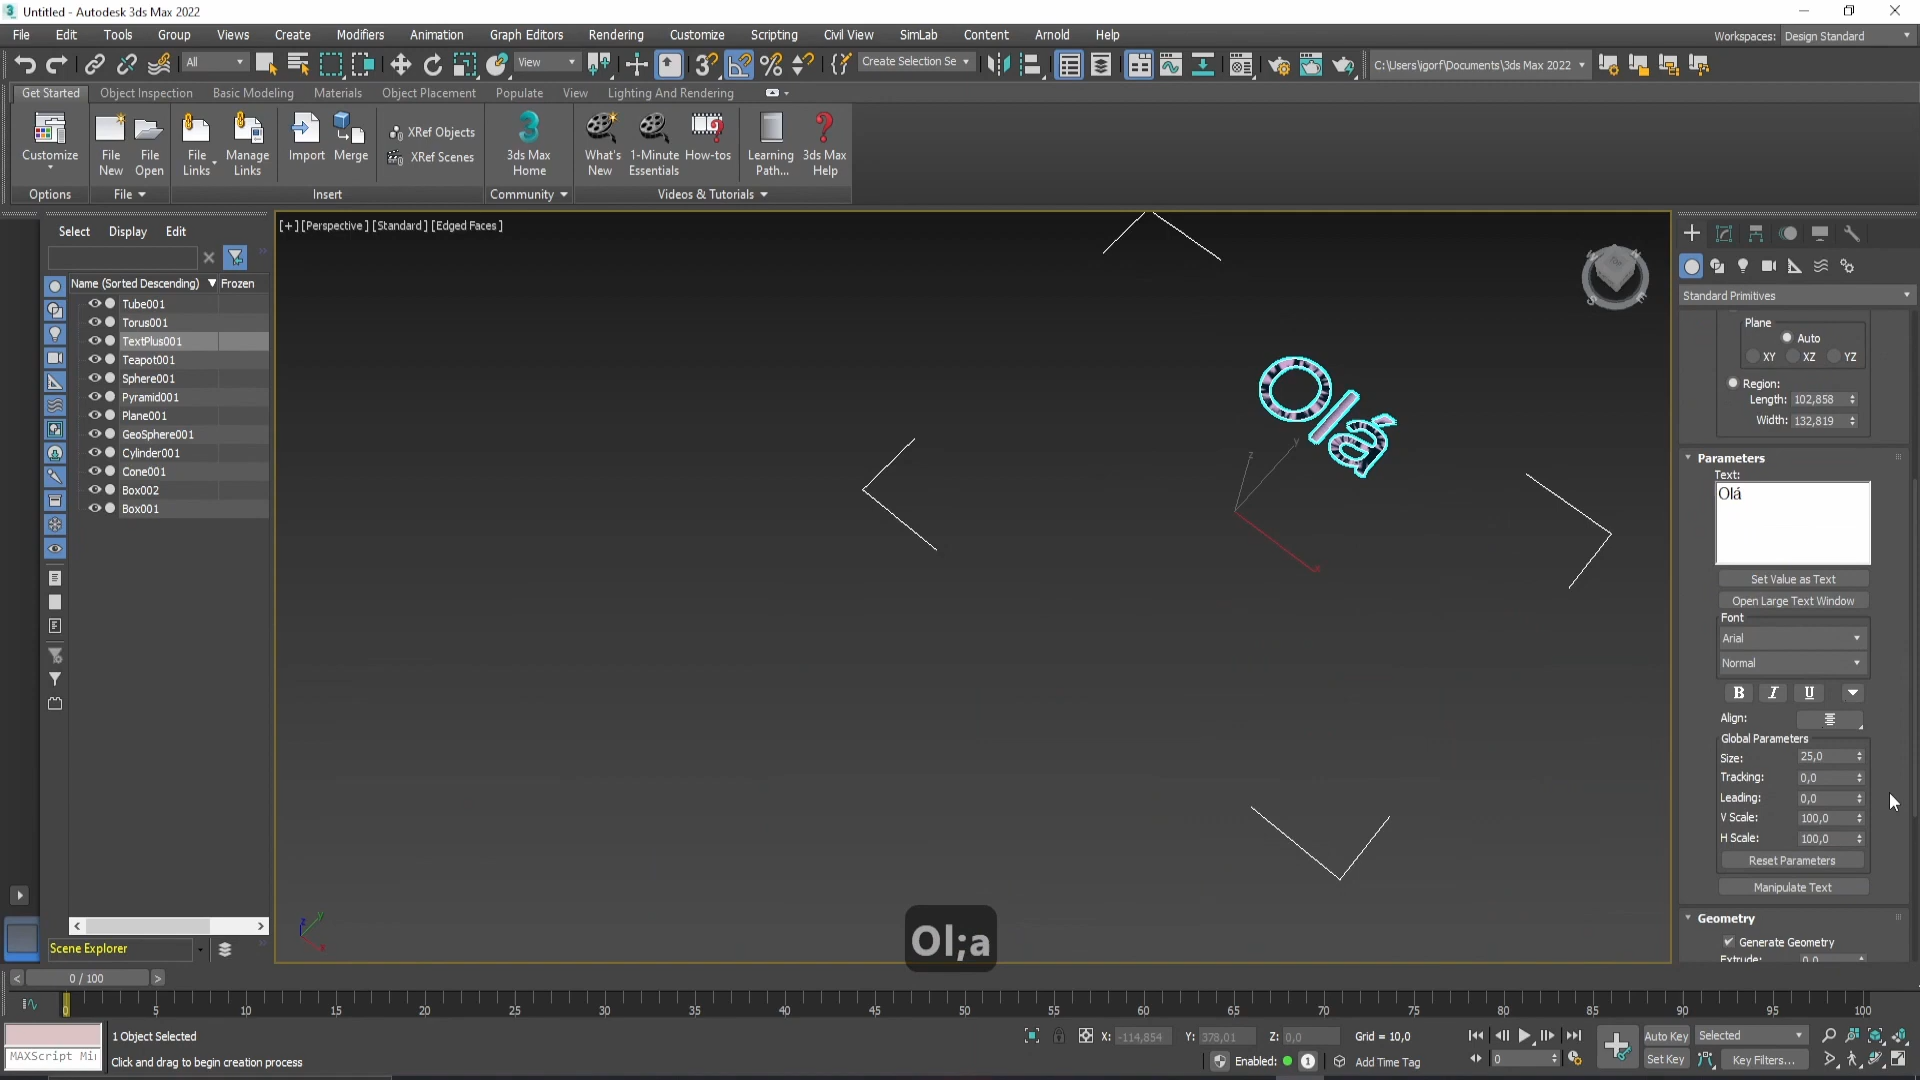 Untitled - Autodesk 3ds Max 2022
File Edit Tools Group Views Create Modifiers Animation Graph Editors Rendering Customize Scripting Civil View SimLab Content Arnold Help
Workspaces: Design Standard
All View Create Selection Se C:\Users\jgorf\Documents\3ds Max 2022
Get Started Object Inspection Basic Modeling Materials Object Placement Populate View Lighting And Rendering
Customize
File New
File Open
File Links
Manage Links
Import
Merge
XRef Objects
XRef Scenes
3ds Max Home
What's New
1-Minute Essentials
How-tos
Learning Path...
3ds Max Help
Options File Insert Community Videos & Tutorials
Select Display Edit
Name (Sorted Descending) Frozen
Tube001
Torus001
TextPlus001
Teapot001
Sphere001
Pyramid001
Plane001
GeoSphere001
Cylinder001
Cone001
Box002
Box001
Scene Explorer
[+] [Perspective] [Standard] [Edged Faces]
Olá
z y x
Ol;a
z y x
Standard Primitives
Plane
Auto
XY XZ YZ
Region:
Length: 102,858
Width: 132,819
Parameters
Text:
Olá
Set Value as Text
Open Large Text Window
Font
Arial
Normal
B I U
Align:
Global Parameters
Size: 25,0
Tracking: 0,0
Leading: 0,0
V Scale: 100,0
H Scale: 100,0
Reset Parameters
Manipulate Text
Geometry
Generate Geometry
Extrude: 0,0
0 / 100
0 5 10 15 20 25 30 35 40 45 50 55 60 65 70 75 80 85 90 95 100
1 Object Selected
MAXScript Mi
Click and drag to begin creation process
X: -114,854 Y: 378,01 Z: 0,0 Grid = 10,0
Enabled: 1 Add Time Tag
0
Auto Key Selected
Set Key Key Filters...